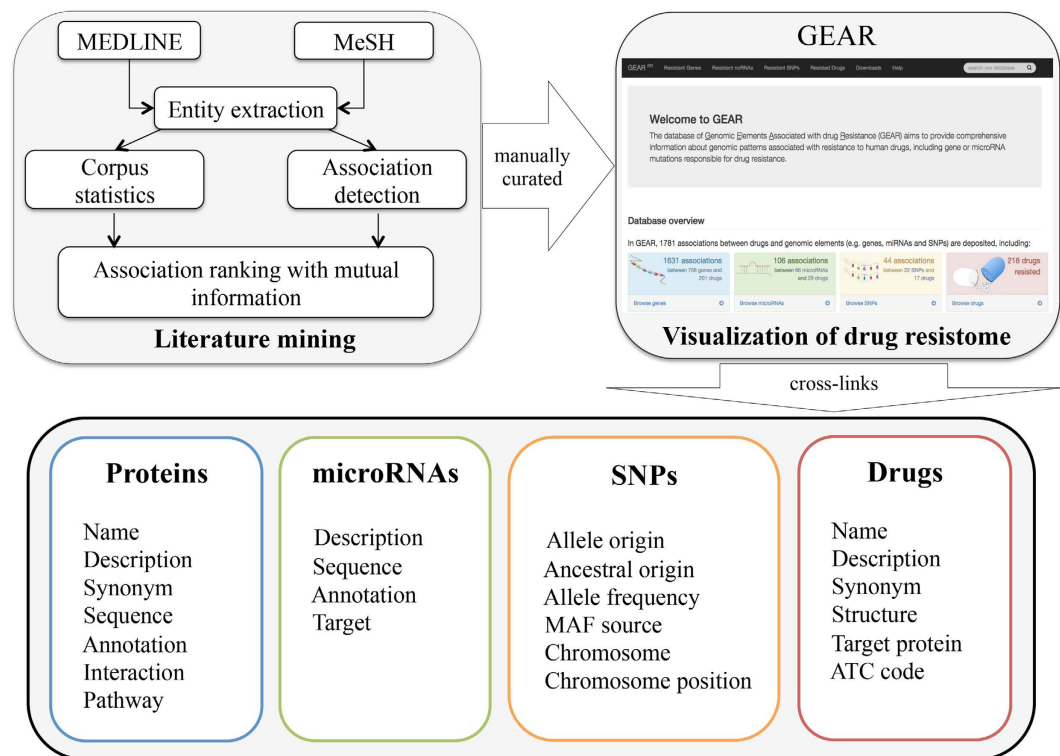 MEDLINE
MeSH
Entity extraction
Corpus
statistics
Association
detection
Association ranking with mutual
information
Literature mining
manually
curated
GEAR
GEAR
Resistant Genes
Resistant ncRNAs
Resistant SNPs
Resisted Drugs
Downloads
Help
search our database
Welcome to GEAR
The database of Genomic Elements Associated with drug Resistance (GEAR) aims to provide comprehensive
information about genomic patterns associated with resistance to human drugs, including gene or microRNA
mutations responsible for drug resistance.
Database overview
In GEAR, 1781 associations between drugs and genomic elements (e.g. genes, miRNAs and SNPs) are deposited, including:
1631 associations
between 758 genes and
201 drugs
Browse genes
106 associations
between 66 microRNAs
and 25 drugs
Browse microRNAs
44 associations
between 22 SNPs and
17 drugs
Browse SNPs
218 drugs
resisted
Browse drugs
Visualization of drug resistome
cross-links
Proteins
Name
Description
Synonym
Sequence
Annotation
Interaction
Pathway
microRNAs
Description
Sequence
Annotation
Target
SNPs
Allele origin
Ancestral origin
Allele frequency
MAF source
Chromosome
Chromosome position
Drugs
Name
Description
Synonym
Structure
Target protein
ATC code